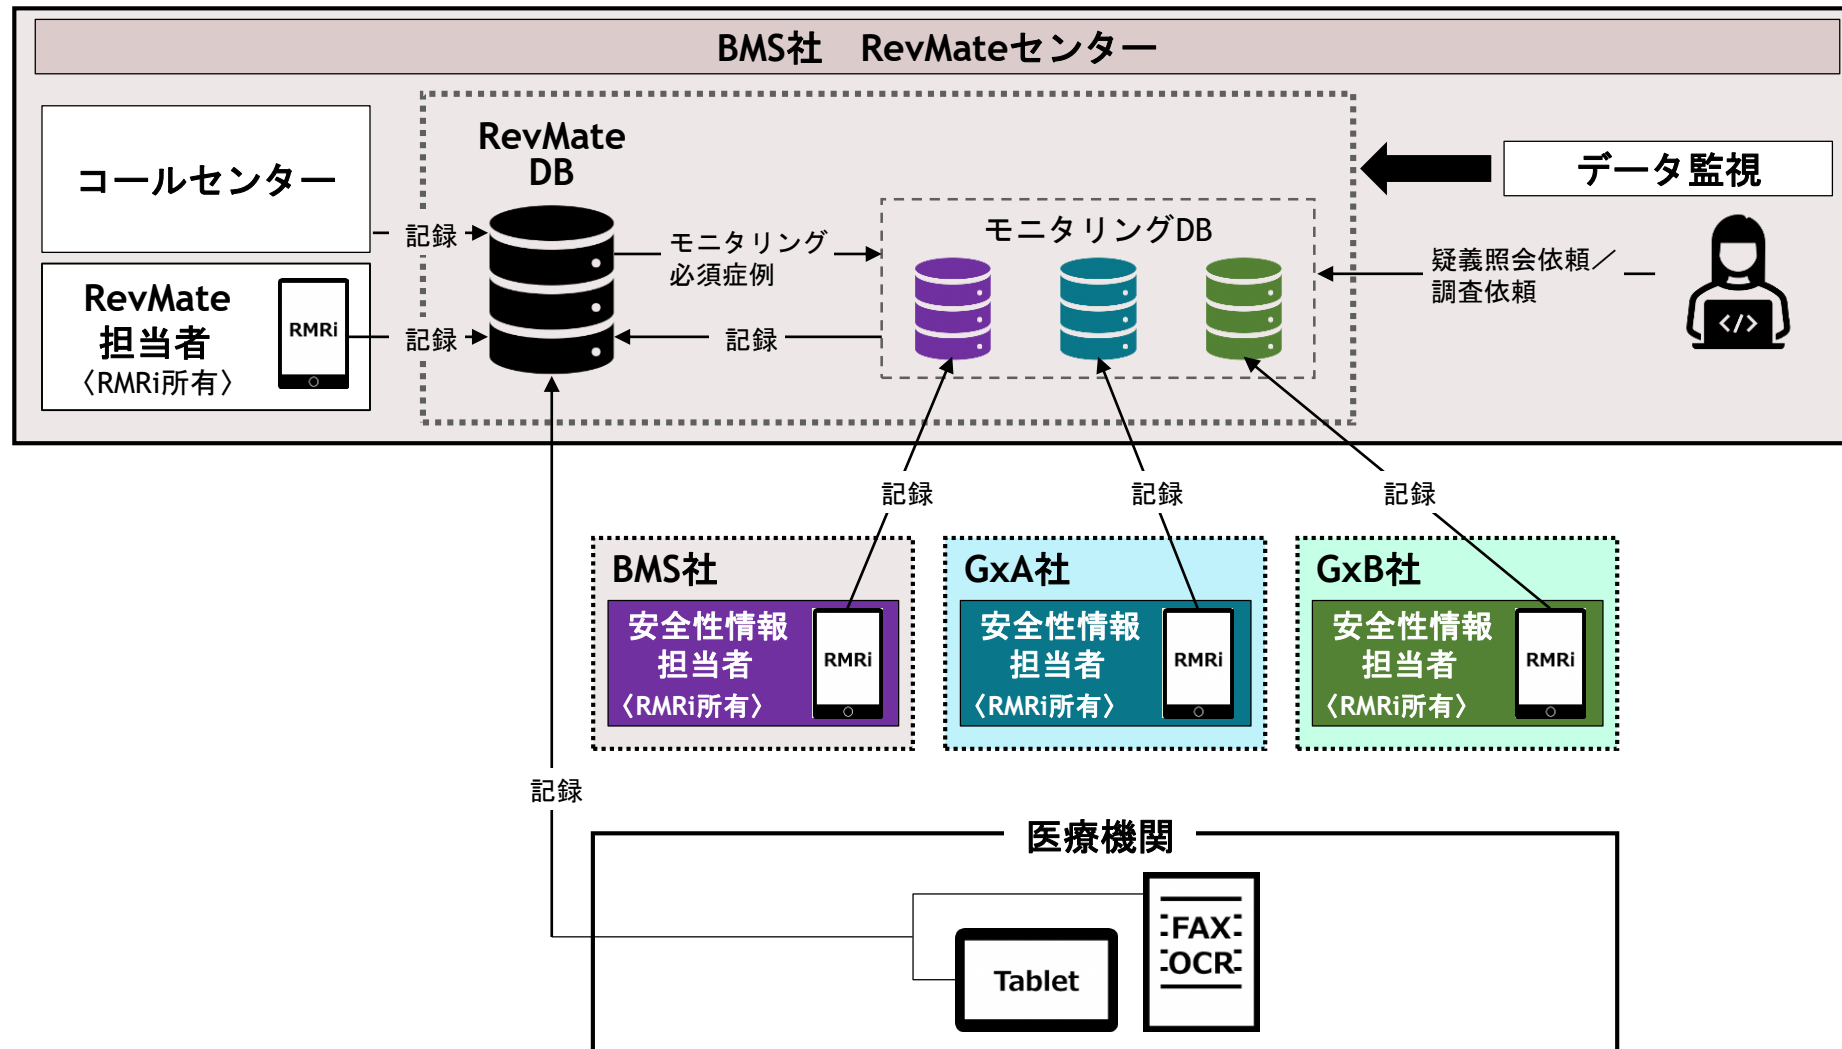 BMS社　RevMateセンター
コールセンター
RevMate
担当者
〈RMRi所有〉
RMRi
記録
記録
RevMate
DB
モニタリング
必須症例
記録
モニタリングDB
データ監視
疑義照会依頼／
調査依頼
</>
記録
記録
記録
BMS社
安全性情報
担当者
〈RMRi所有〉
RMRi
GxA社
安全性情報
担当者
〈RMRi所有〉
RMRi
GxB社
安全性情報
担当者
〈RMRi所有〉
RMRi
記録
医療機関
Tablet
FAX
OCR